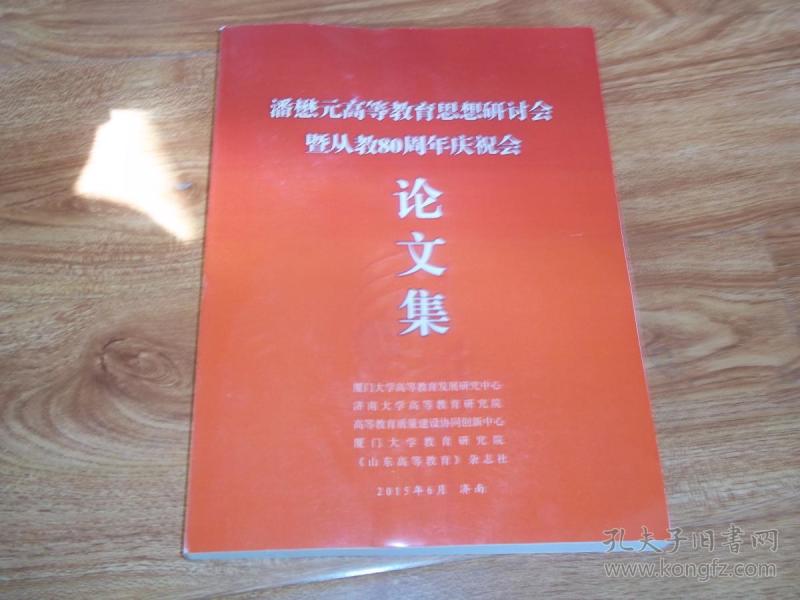 潘懋元高等教育思想研讨会
暨从教80周年庆祝会
论
文
集
厦门大学高等教育发展研究中心
济南大学高等教育研究院
高等教育质量建设协同创新中心
厦门大学教育研究院
《山东高等教育》杂志社
2015年6月 济南
孔夫子旧书网
www.kongfz.com